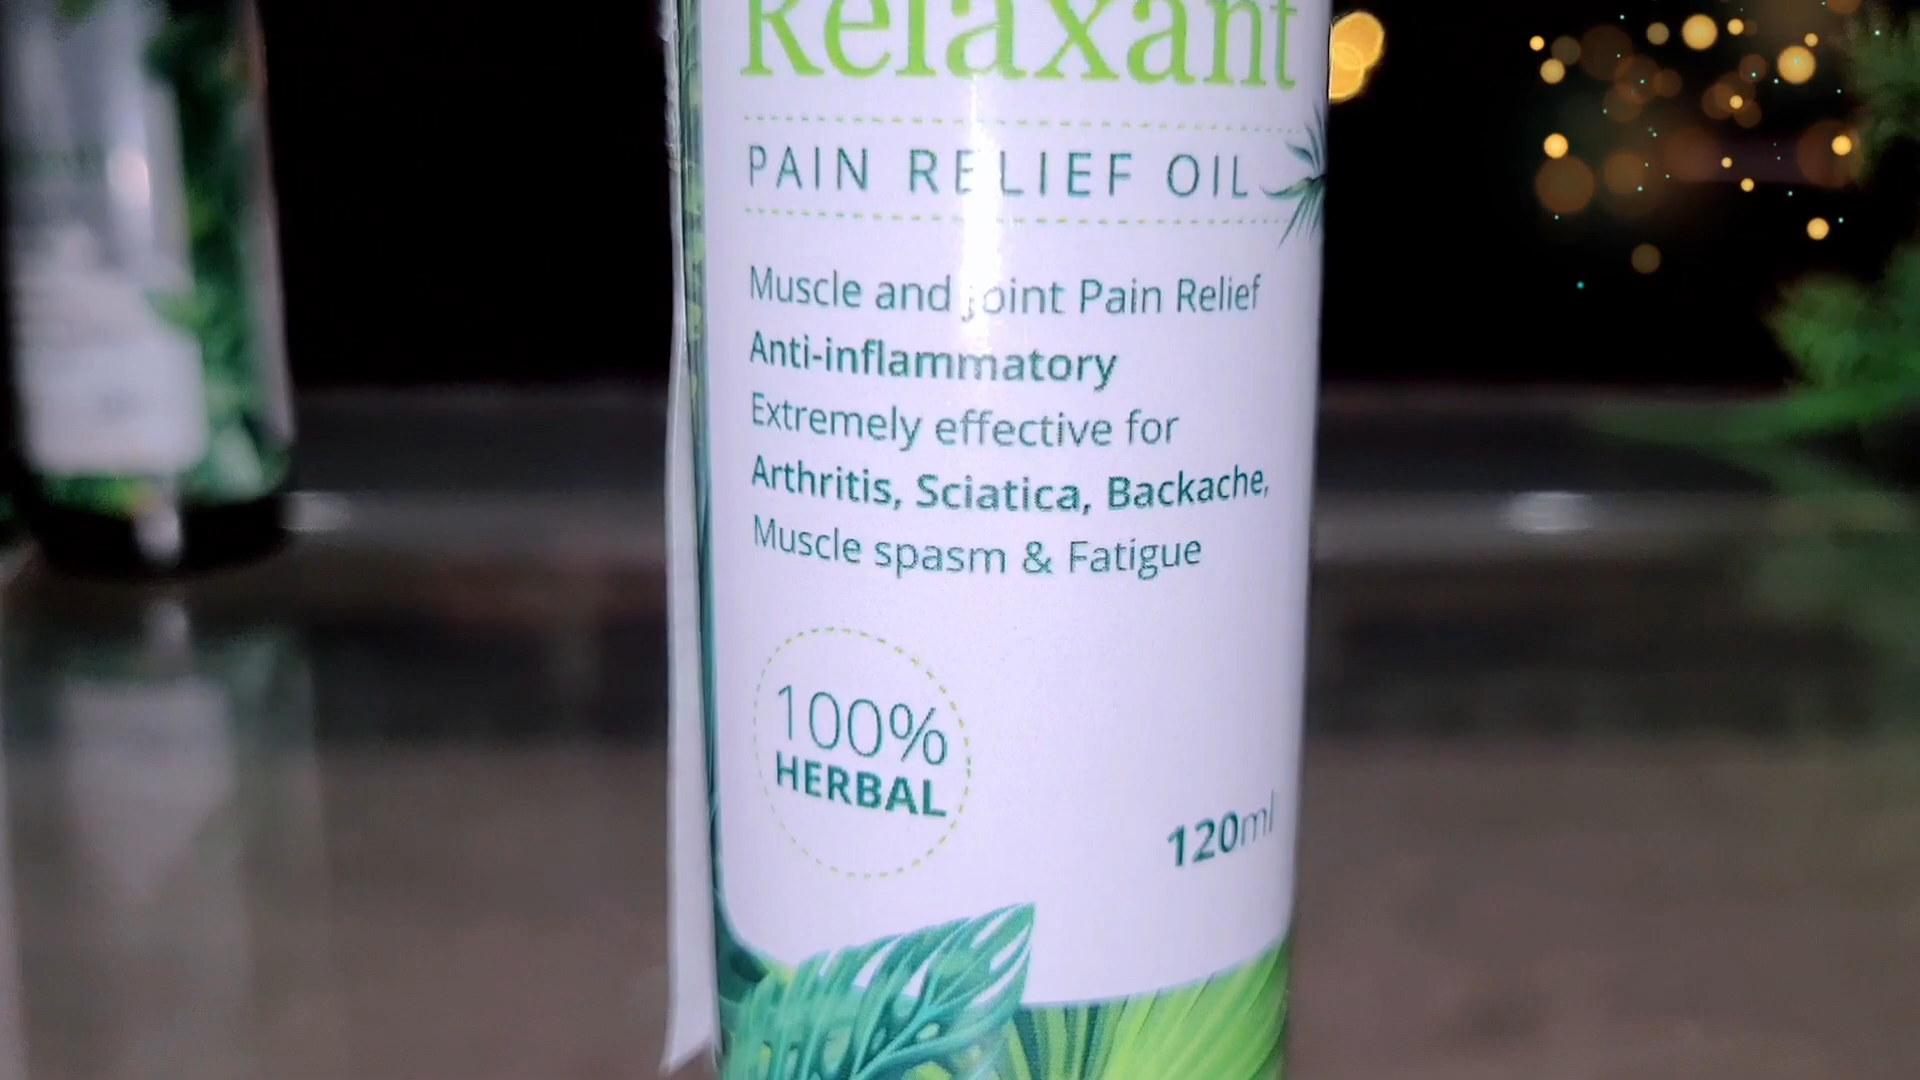 Relaxant
PAIN RELIEF OIL
Muscle and joint Pain Relief
Anti-inflammatory
Extremely effective for
Arthritis, Sciatica, Backache,
Muscle spasm & Fatigue
100%
HERBAL
120ml